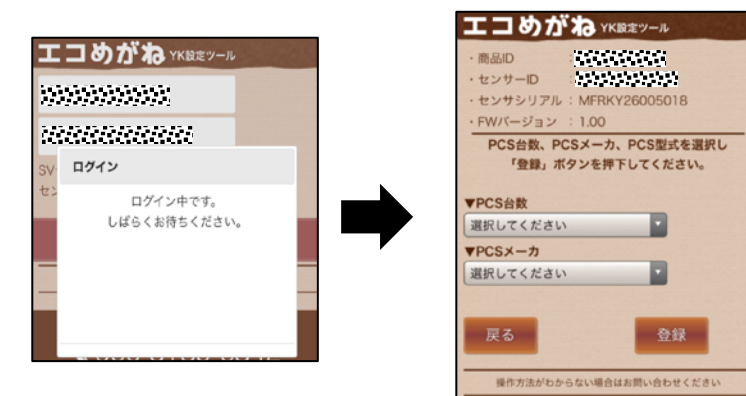 エコめがね YK設定ツール
SV
セン
ログイン
ログイン中です。
しばらくお待ちください。
エコめがね YK設定ツール
・商品ID :
・センサーID :
・センサシリアル : MFRKY26005018
・FWバージョン : 1.00
PCS台数、PCSメーカ、PCS型式を選択し
「登録」ボタンを押下してください。
▼PCS台数
選択してください
▼PCSメーカ
選択してください
戻る 登録
操作方法がわからない場合はお問い合わせください